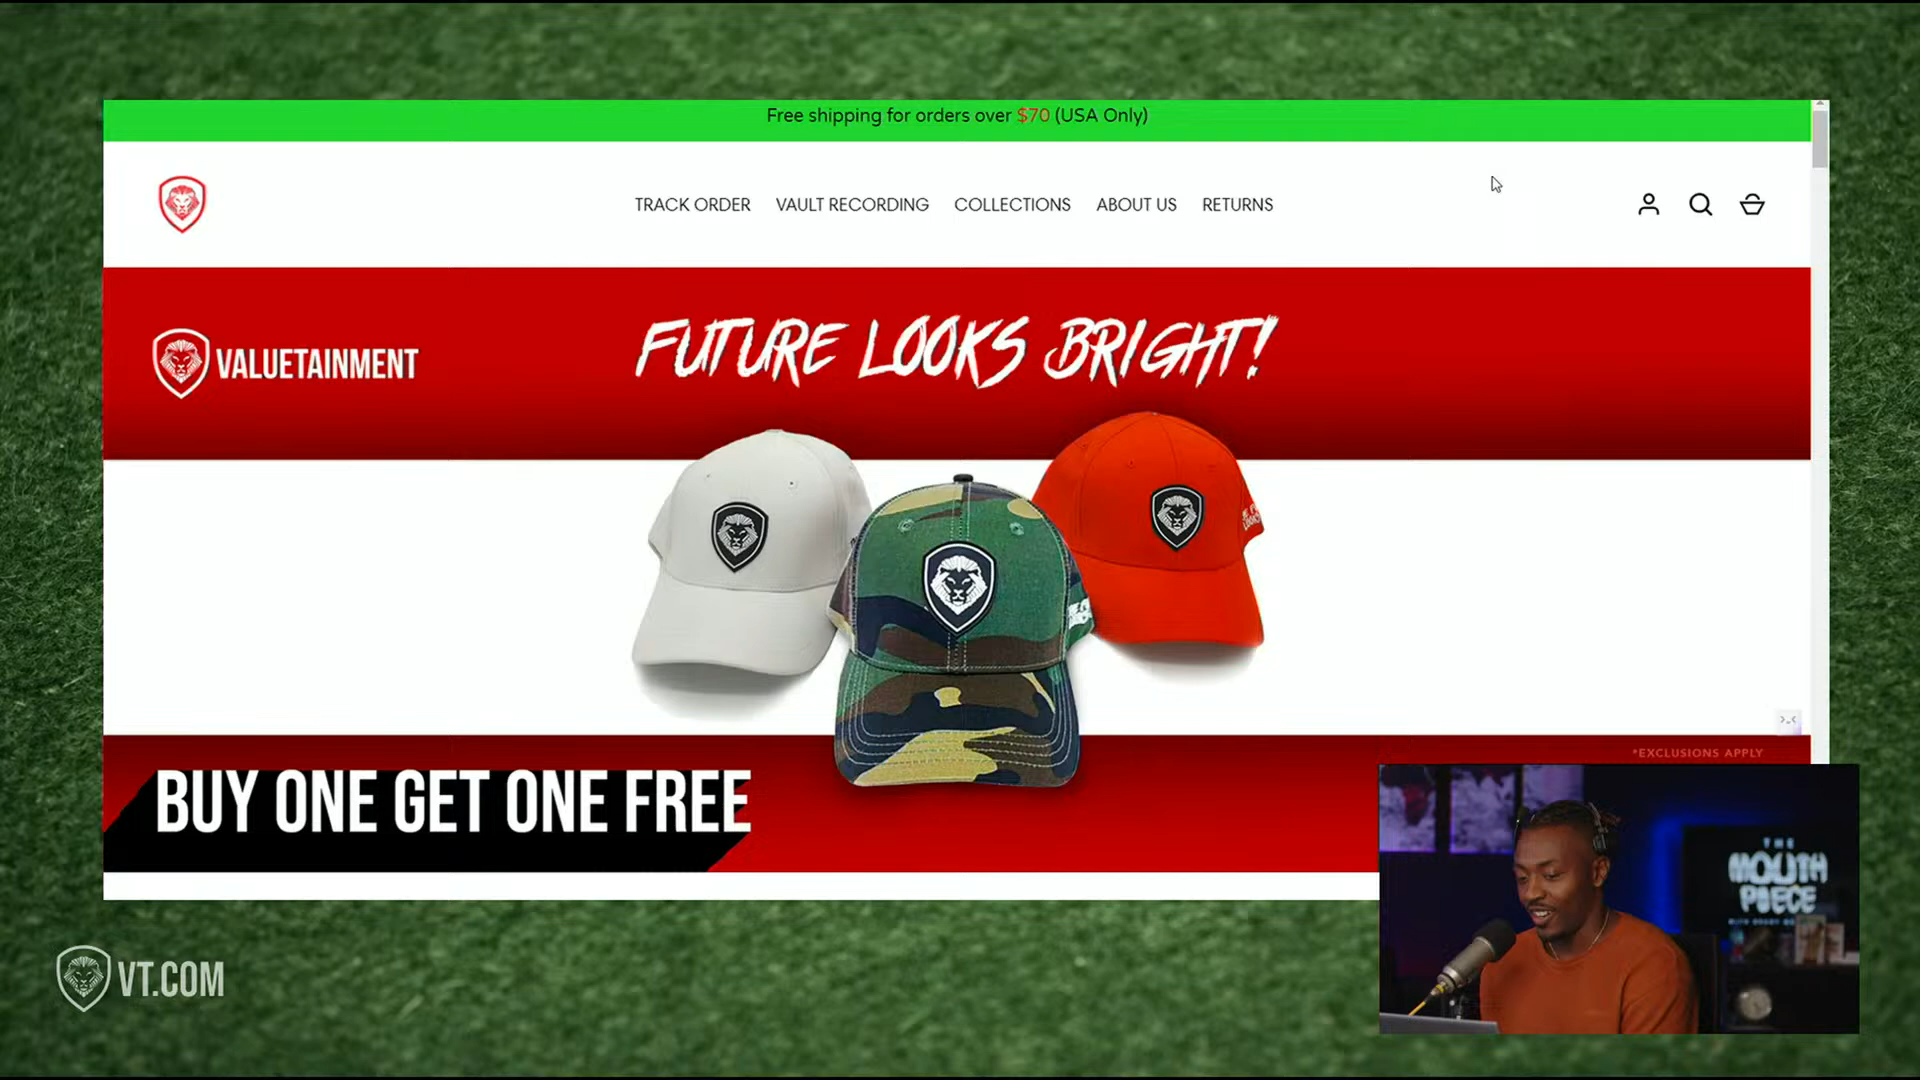 Free shipping for orders over $70 (USA Only)
TRACK ORDER VAULT RECORDING COLLECTIONS ABOUT US RETURNS
VALUETAINMENT
FUTURE LOOKS BRIGHT!
*EXCLUSIONS APPLY
BUY ONE GET ONE FREE
THE
MOUTH
PIECE
VT.COM